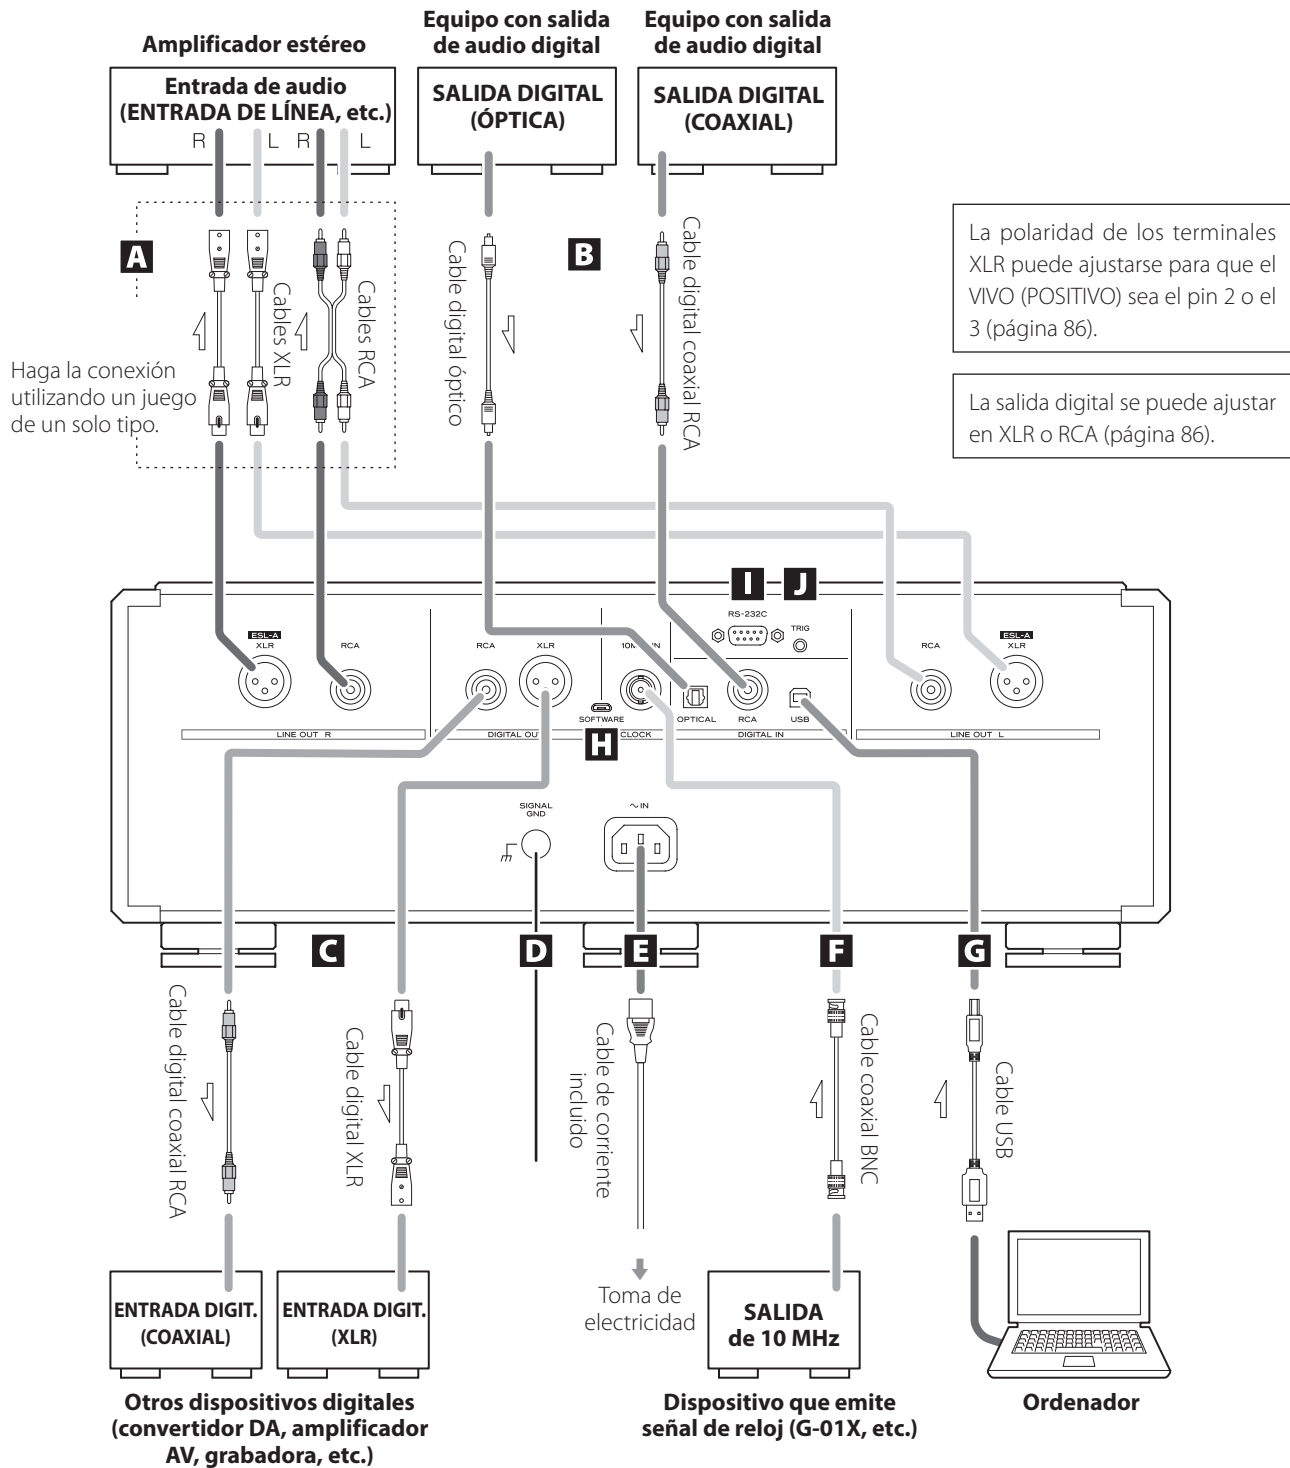 Amplificador estéreo
Equipo con salida
de audio digital
Equipo con salida
de audio digital
Entrada de audio
(ENTRADA DE LÍNEA, etc.)
R L R L
SALIDA DIGITAL
(ÓPTICA)
SALIDA DIGITAL
(COAXIAL)
A
B
Cables XLR
Cables RCA
Cable digital óptico
Cable digital coaxial RCA
Haga la conexión
utilizando un juego
de un solo tipo.
La polaridad de los terminales
XLR puede ajustarse para que el
VIVO (POSITIVO) sea el pin 2 o el
3 (página 86).
La salida digital se puede ajustar
en XLR o RCA (página 86).
I
J
RS-232C
TRIG
ESL-A
XLR
RCA
RCA
XLR
RCA
ESL-A
XLR
SOFTWARE
OPTICAL
RCA
USB
LINE OUT R
DIGITAL OU
CLOCK
DIGITAL IN
LINE OUT L
H
SIGNAL
GND
~ IN
C
D
E
F
G
Cable digital coaxial RCA
Cable digital XLR
Cable de corriente
incluido
Cable coaxial BNC
Cable USB
Toma de
electricidad
ENTRADA DIGIT.
(COAXIAL)
ENTRADA DIGIT.
(XLR)
SALIDA
de 10 MHz
Otros dispositivos digitales
(convertidor DA, amplificador
AV, grabadora, etc.)
Dispositivo que emite
señal de reloj (G-01X, etc.)
Ordenador